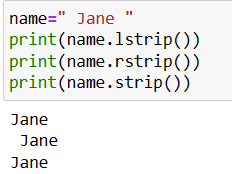 name=" Jane "
print(name.lstrip())
print(name.rstrip())
print(name.strip())
Jane
 Jane
Jane